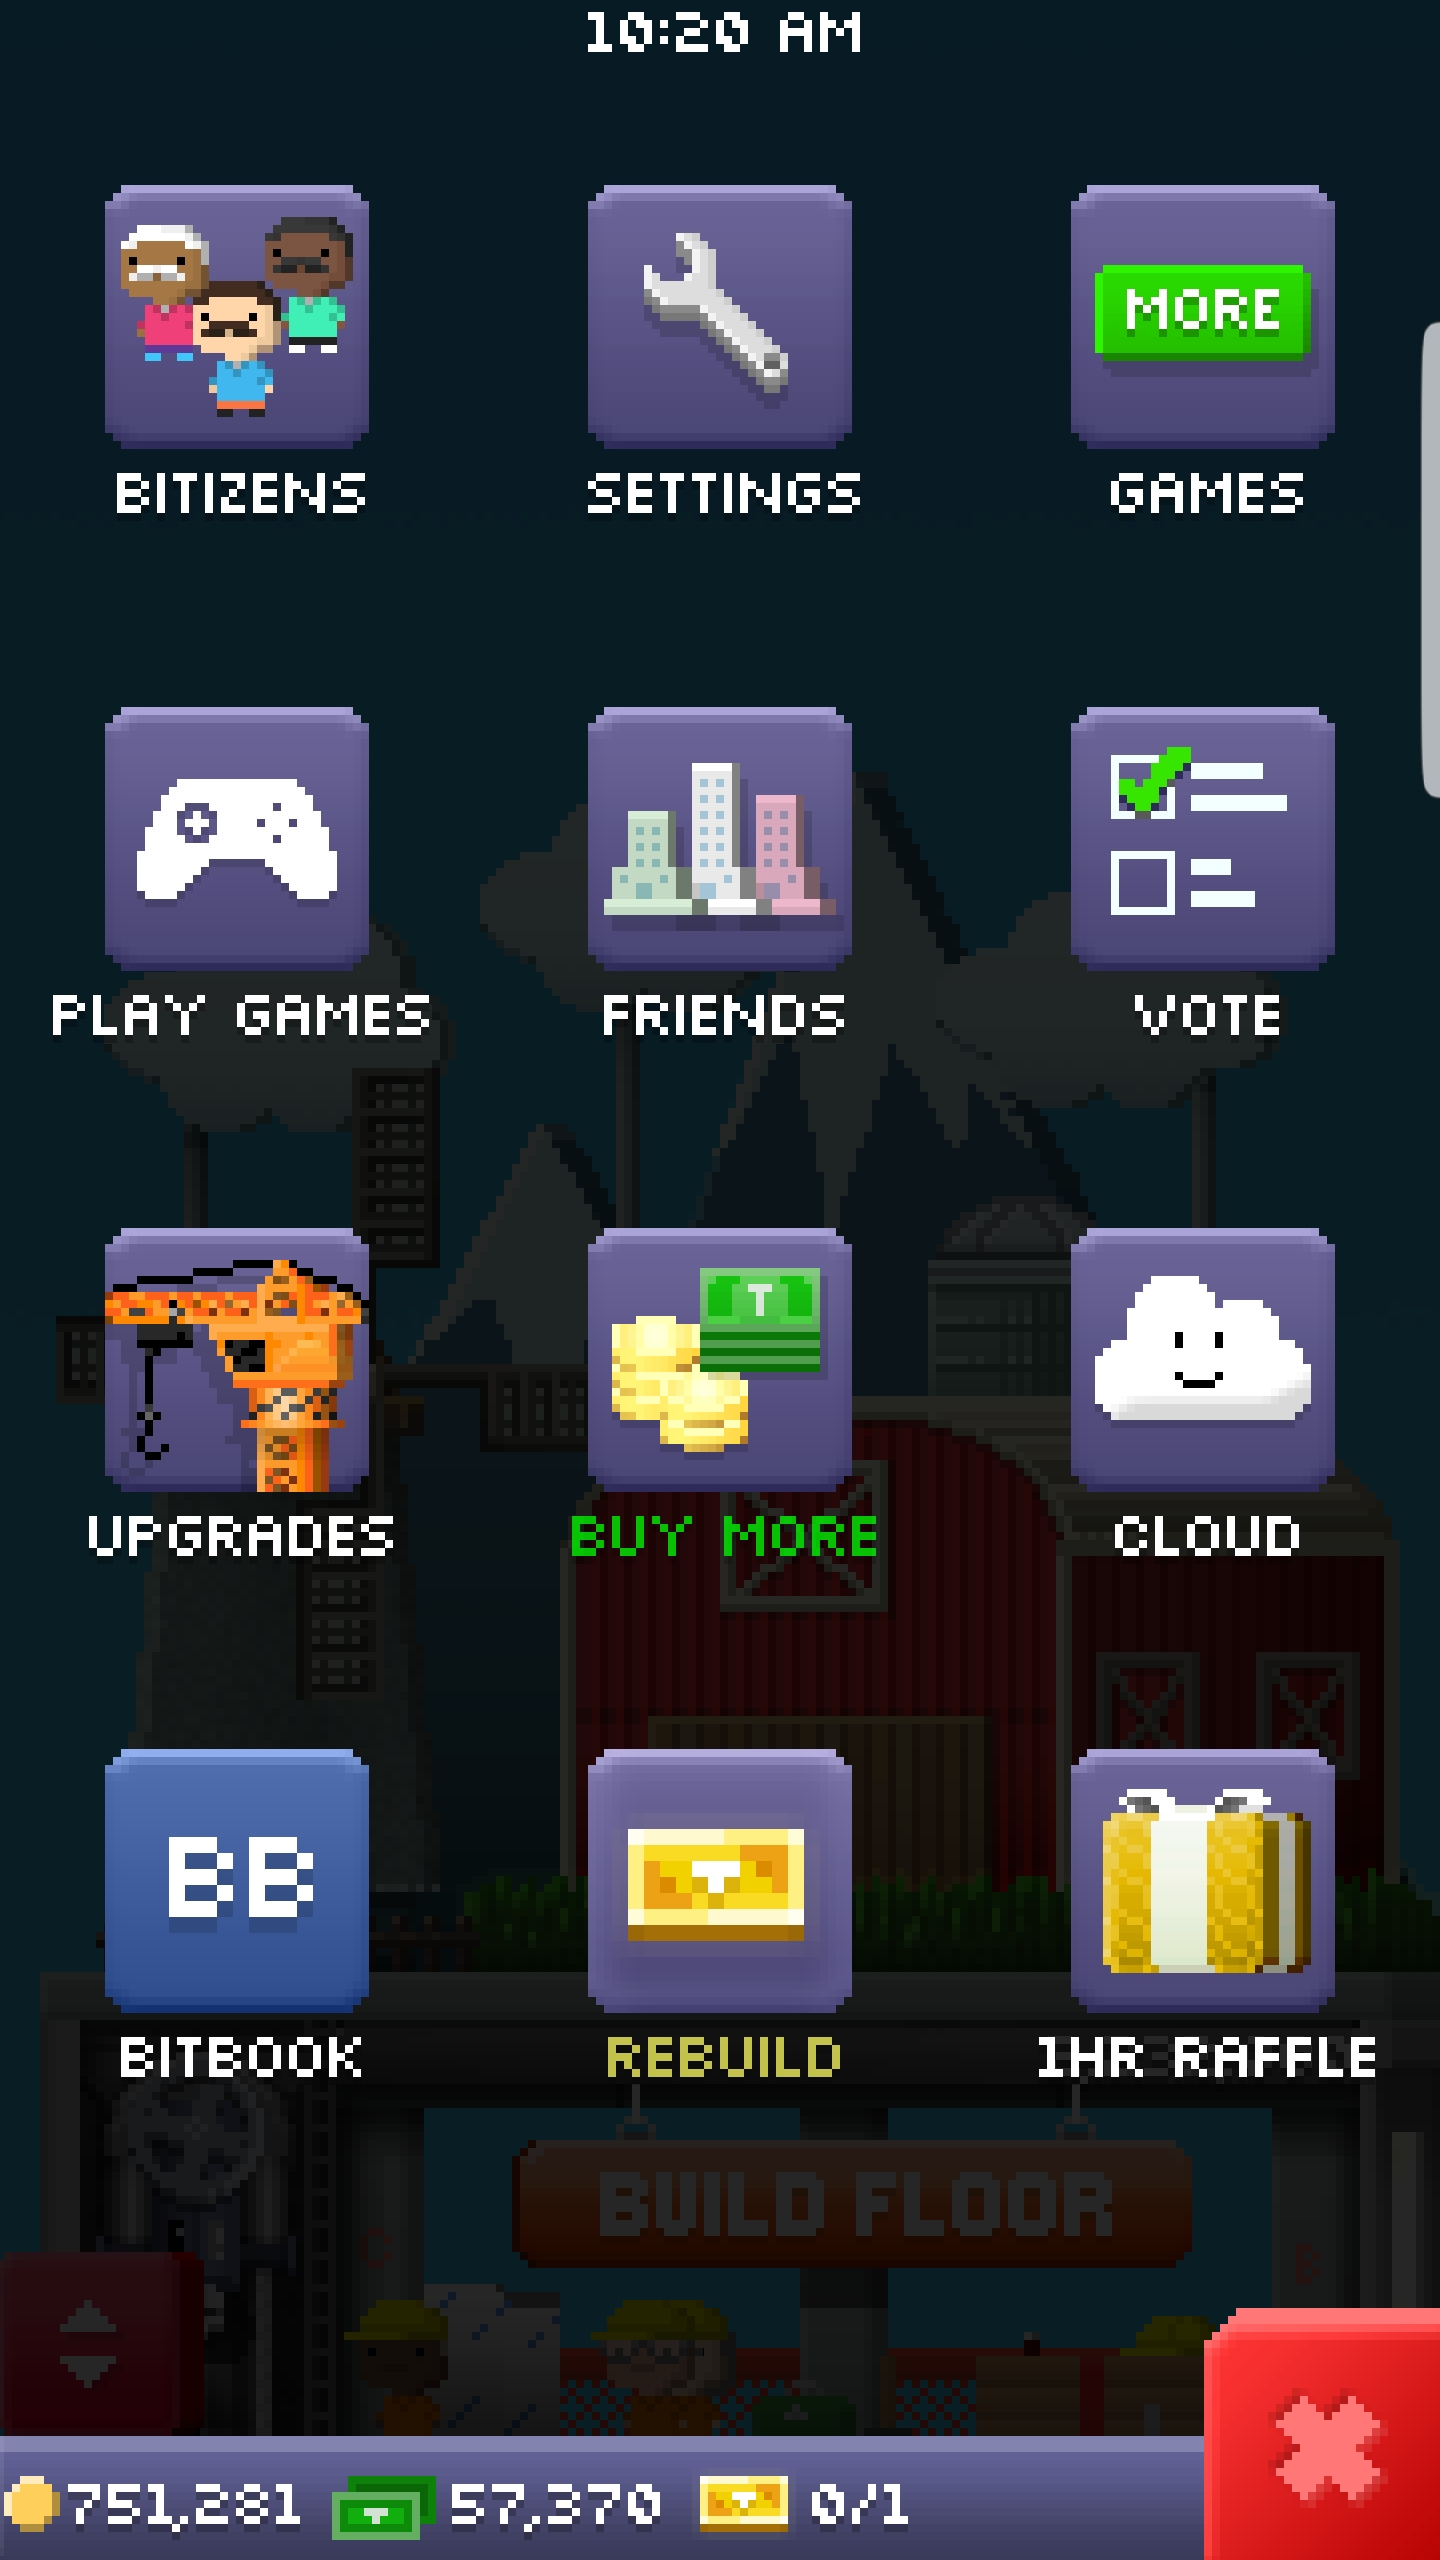 10:20 AM
MORE
BITIZENS SETTINGS GAMES
PLAY GAMES FRIENDS VOTE
T
UPGRADES BUY MORE CLOUD
BB
BITBOOK REBUILD 1HR RAFFLE
BUILD FLOOR
751,281 57,370 0/1